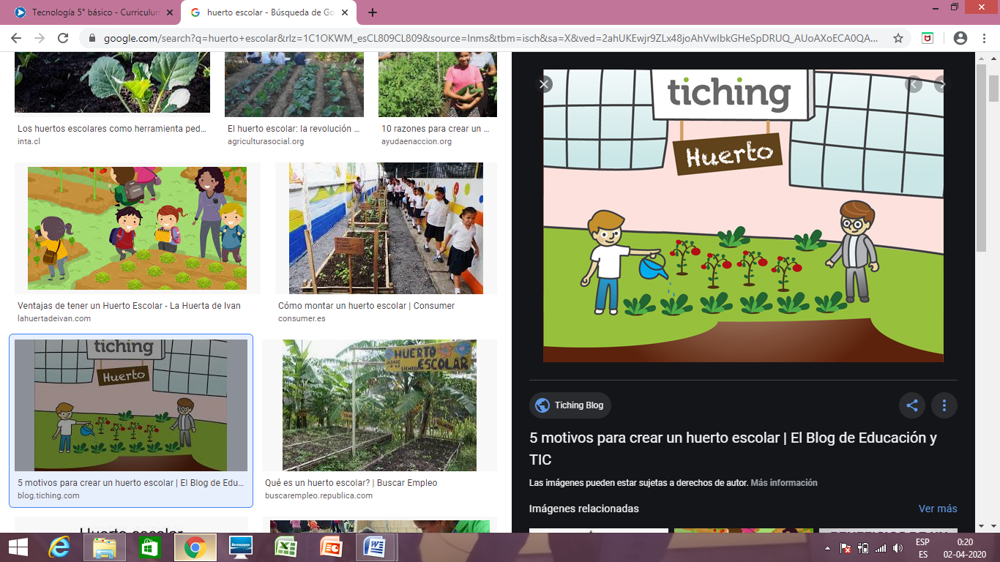 Tecnología 5° básico - Curriculum
huerto escolar - Búsqueda de Go
google.com/search?q=huerto+escolar&rlz=1C1OKWM_esCL809CL809&source=lnms&tbm=isch&sa=X&ved=2ahUKEwjr9ZLx48joAhVwIbkGHeSpDRUQ_AUoAXoECA0QA...
Los huertos escolares como herramienta ped...
inta.cl
El huerto escolar: la revolución ...
agriculturasocial.org
10 razones para crear un ...
ayudaenaccion.org
Ventajas de tener un Huerto Escolar - La Huerta de Ivan
lahuertadeivan.com
Cómo montar un huerto escolar | Consumer
consumer.es
tiching
Huerto
5 motivos para crear un huerto escolar | El Blog de Edu...
blog.tiching.com
HUERTO
ESCOLAR
Qué es un huerto escolar? | Buscar Empleo
buscarempleo.republica.com
Huerto escolar
tiching
Huerto
Tiching Blog
5 motivos para crear un huerto escolar | El Blog de Educación y
TIC
Las imágenes pueden estar sujetas a derechos de autor. Más información
Imágenes relacionadas
Ver más
lenovo
ESP
ES
0:20
02-04-2020